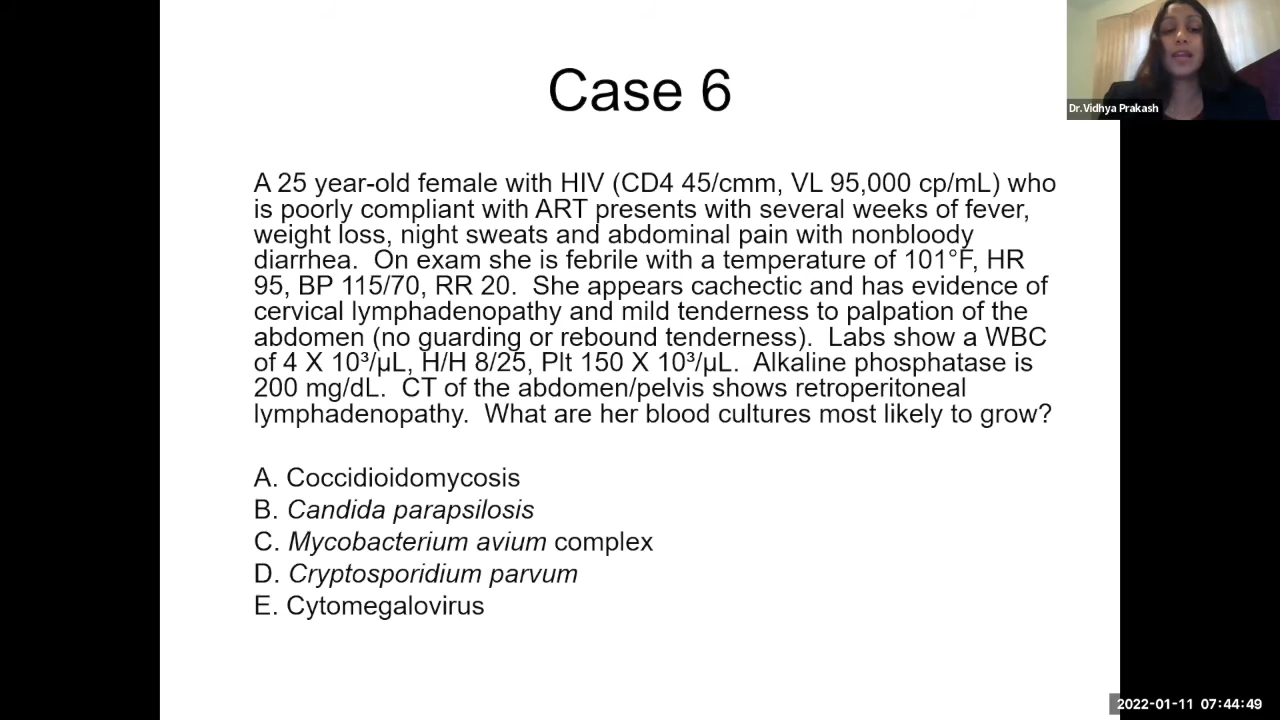 Case 6
Dr.Vidhya Prakash
A 25 year-old female with HIV (CD4 45/cmm, VL 95,000 cp/mL) who
is poorly compliant with ART presents with several weeks of fever,
weight loss, night sweats and abdominal pain with nonbloody
diarrhea.  On exam she is febrile with a temperature of 101°F, HR
95, BP 115/70, RR 20.  She appears cachectic and has evidence of
cervical lymphadenopathy and mild tenderness to palpation of the
abdomen (no guarding or rebound tenderness).  Labs show a WBC
of 4 X 10³/µL, H/H 8/25, Plt 150 X 10³/µL.  Alkaline phosphatase is
200 mg/dL.  CT of the abdomen/pelvis shows retroperitoneal
lymphadenopathy.  What are her blood cultures most likely to grow?
A. Coccidioidomycosis
B. Candida parapsilosis
C. Mycobacterium avium complex
D. Cryptosporidium parvum
E. Cytomegalovirus
2022-01-11 07:44:49